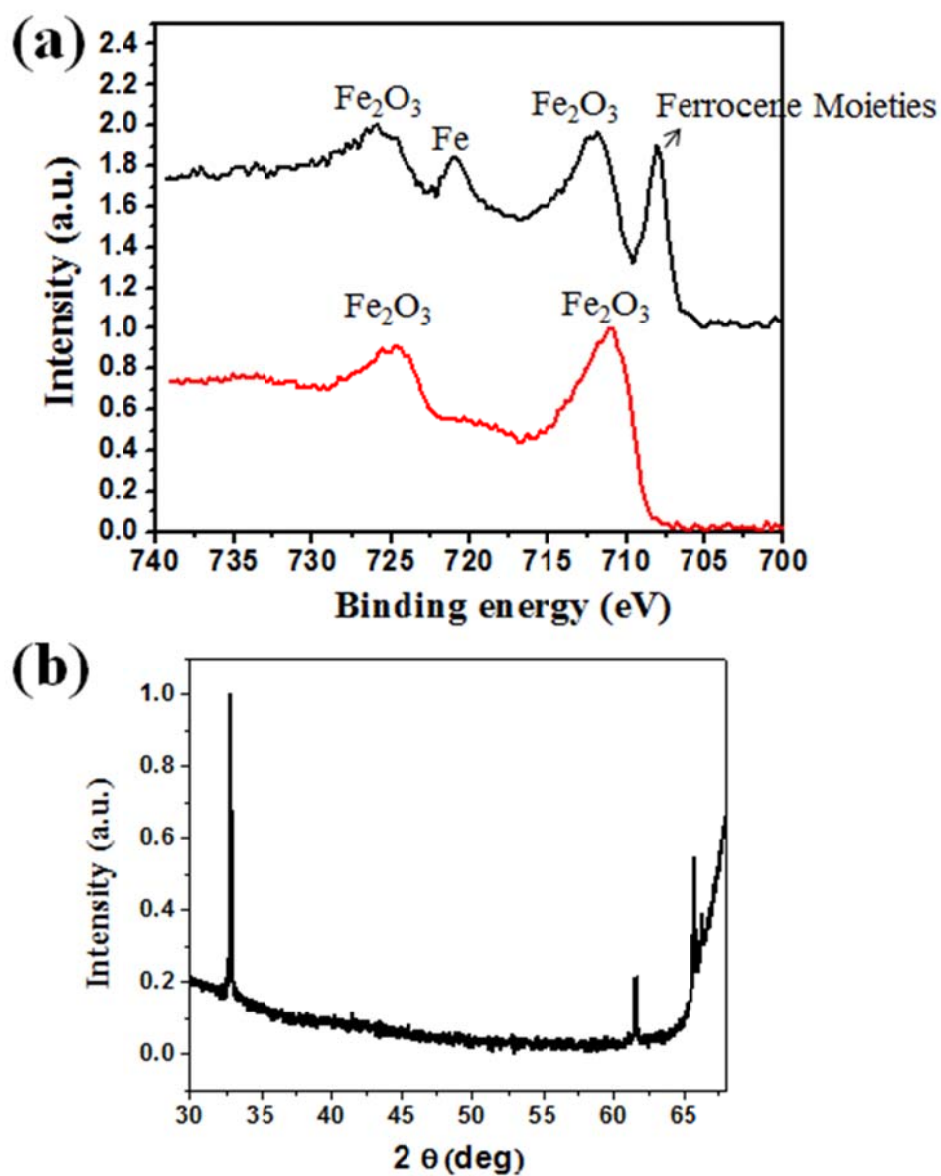 (a)
2.4
2.2
2.0
1.8
1.6
1.4
1.2
1.0
0.8
0.6
0.4
0.2
0.0
Intensity (a.u.)
Fe₂O₃
Fe
Fe₂O₃
Ferrocene Moieties
Fe₂O₃
Fe₂O₃
740 735 730 725 720 715 710 705 700
Binding energy (eV)
(b)
1.0
0.8
0.6
0.4
0.2
0.0
Intensity (a.u.)
30 35 40 45 50 55 60 65
2 θ (deg)